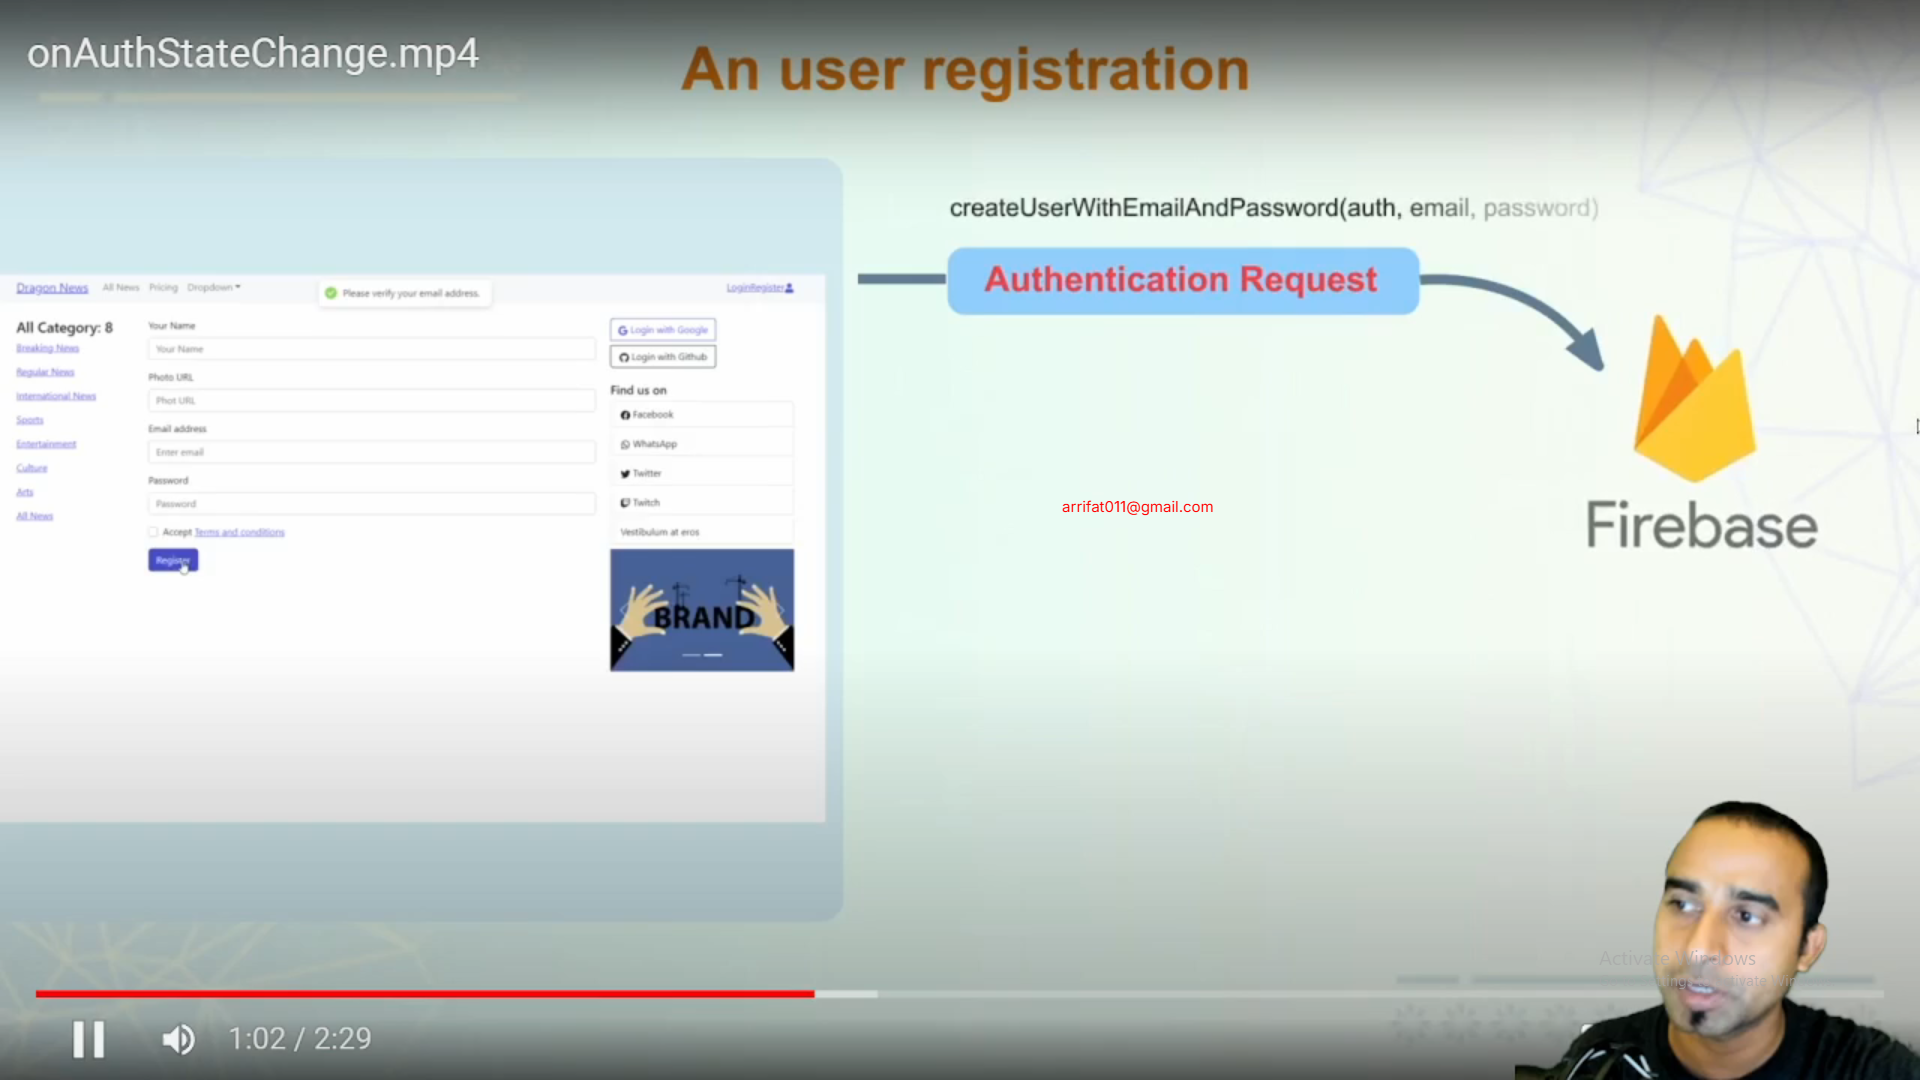 onAuthStateChange.mp4
An user registration
createUserWithEmailAndPassword(auth, email, password)
Authentication Request
Firebase
arrifat011@gmail.com
Dragon News All News Pricing Dropdown
Please verify your email address.
LoginRegister
All Category: 8
Breaking News
Regular News
International News
Sports
Entertainment
Culture
Arts
All News
Your Name
Your Name
Photo URL
Phot URL
Email address
Enter email
Password
Password
Accept Terms and conditions
Register
Login with Google
Login with Github
Find us on
Facebook
WhatsApp
Twitter
Twitch
Vestibulum at eros
BRAND
Activate Windows
1:02 / 2:29